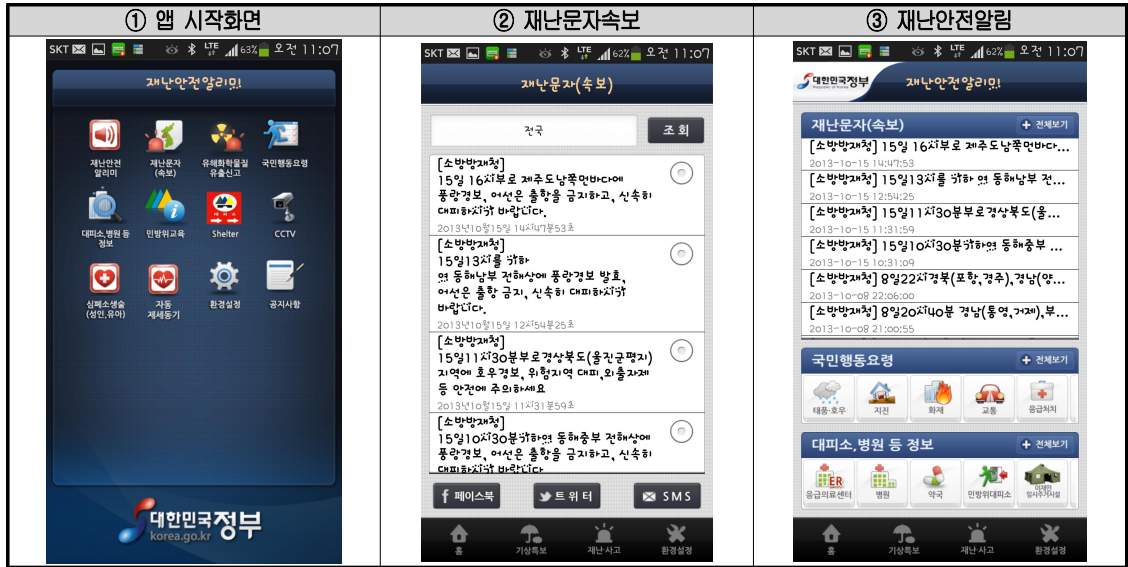 ① 앱 시작화면
② 재난문자속보
③ 재난안전알림
SKT LTE 63% 오전 11:07
재난안전알리미!
재난안전
알리미
재난문자
(속보)
유해화학물질
유출신고
국민행동요령
대피소,병원 등
정보
민방위교육
Shelter
CCTV
심폐소생술
(성인,유아)
자동
제세동기
환경설정
공지사항
대한민국정부
korea.go.kr
SKT LTE 62% 오전 11:07
재난문자(속보)
전국
조 회
[소방방재청]
15일 16시부로 제주도남쪽먼바다에
풍랑경보, 어선은 출항을 금지하고, 신속히
대피하시기 바랍니다.
2013년10월15일 14시47분53초
[소방방재청]
15일13시를 기하
여 동해남부 전해상에 풍랑경보 발효,
어선은 출항 금지, 신속히 대피하시기
바랍니다.
2013년10월15일 12시54분25초
[소방방재청]
15일11시30분부로경상북도(울진군평지)
지역에 호우경보, 위험지역 대피,외출자제
등 안전에 주의하세요
2013년10월15일 11시31분59초
[소방방재청]
15일10시30분기하여 동해중부 전해상에
풍랑경보, 어선은 출항을 금지하고, 신속히
대피하시기 바랍니다
페이스북
트 위 터
S M S
홈
기상특보
재난·사고
환경설정
SKT LTE 62% 오전 11:07
대한민국정부
Republic of Korea
재난안전알리미!
재난문자(속보)
+ 전체보기
[소방방재청] 15일 16시부로 제주도남쪽먼바다...
2013-10-15 14:47:53
[소방방재청] 15일13시를 기하 여 동해남부 전...
2013-10-15 12:54:25
[소방방재청] 15일11시30분부로경상북도(울...
2013-10-15 11:31:59
[소방방재청] 15일10시30분기하여 동해중부 ...
2013-10-15 10:31:09
[소방방재청] 8일22시경북(포항,경주),경남(양...
2013-10-08 22:06:00
[소방방재청] 8일20시40분 경남(통영,거제),부...
2013-10-08 21:00:55
국민행동요령
+ 전체보기
태풍·호우
지진
화재
교통
응급처치
대피소,병원 등 정보
+ 전체보기
ER
응급의료센터
병원
약국
민방위대피소
이재민
임시주거시설
홈
기상특보
재난·사고
환경설정